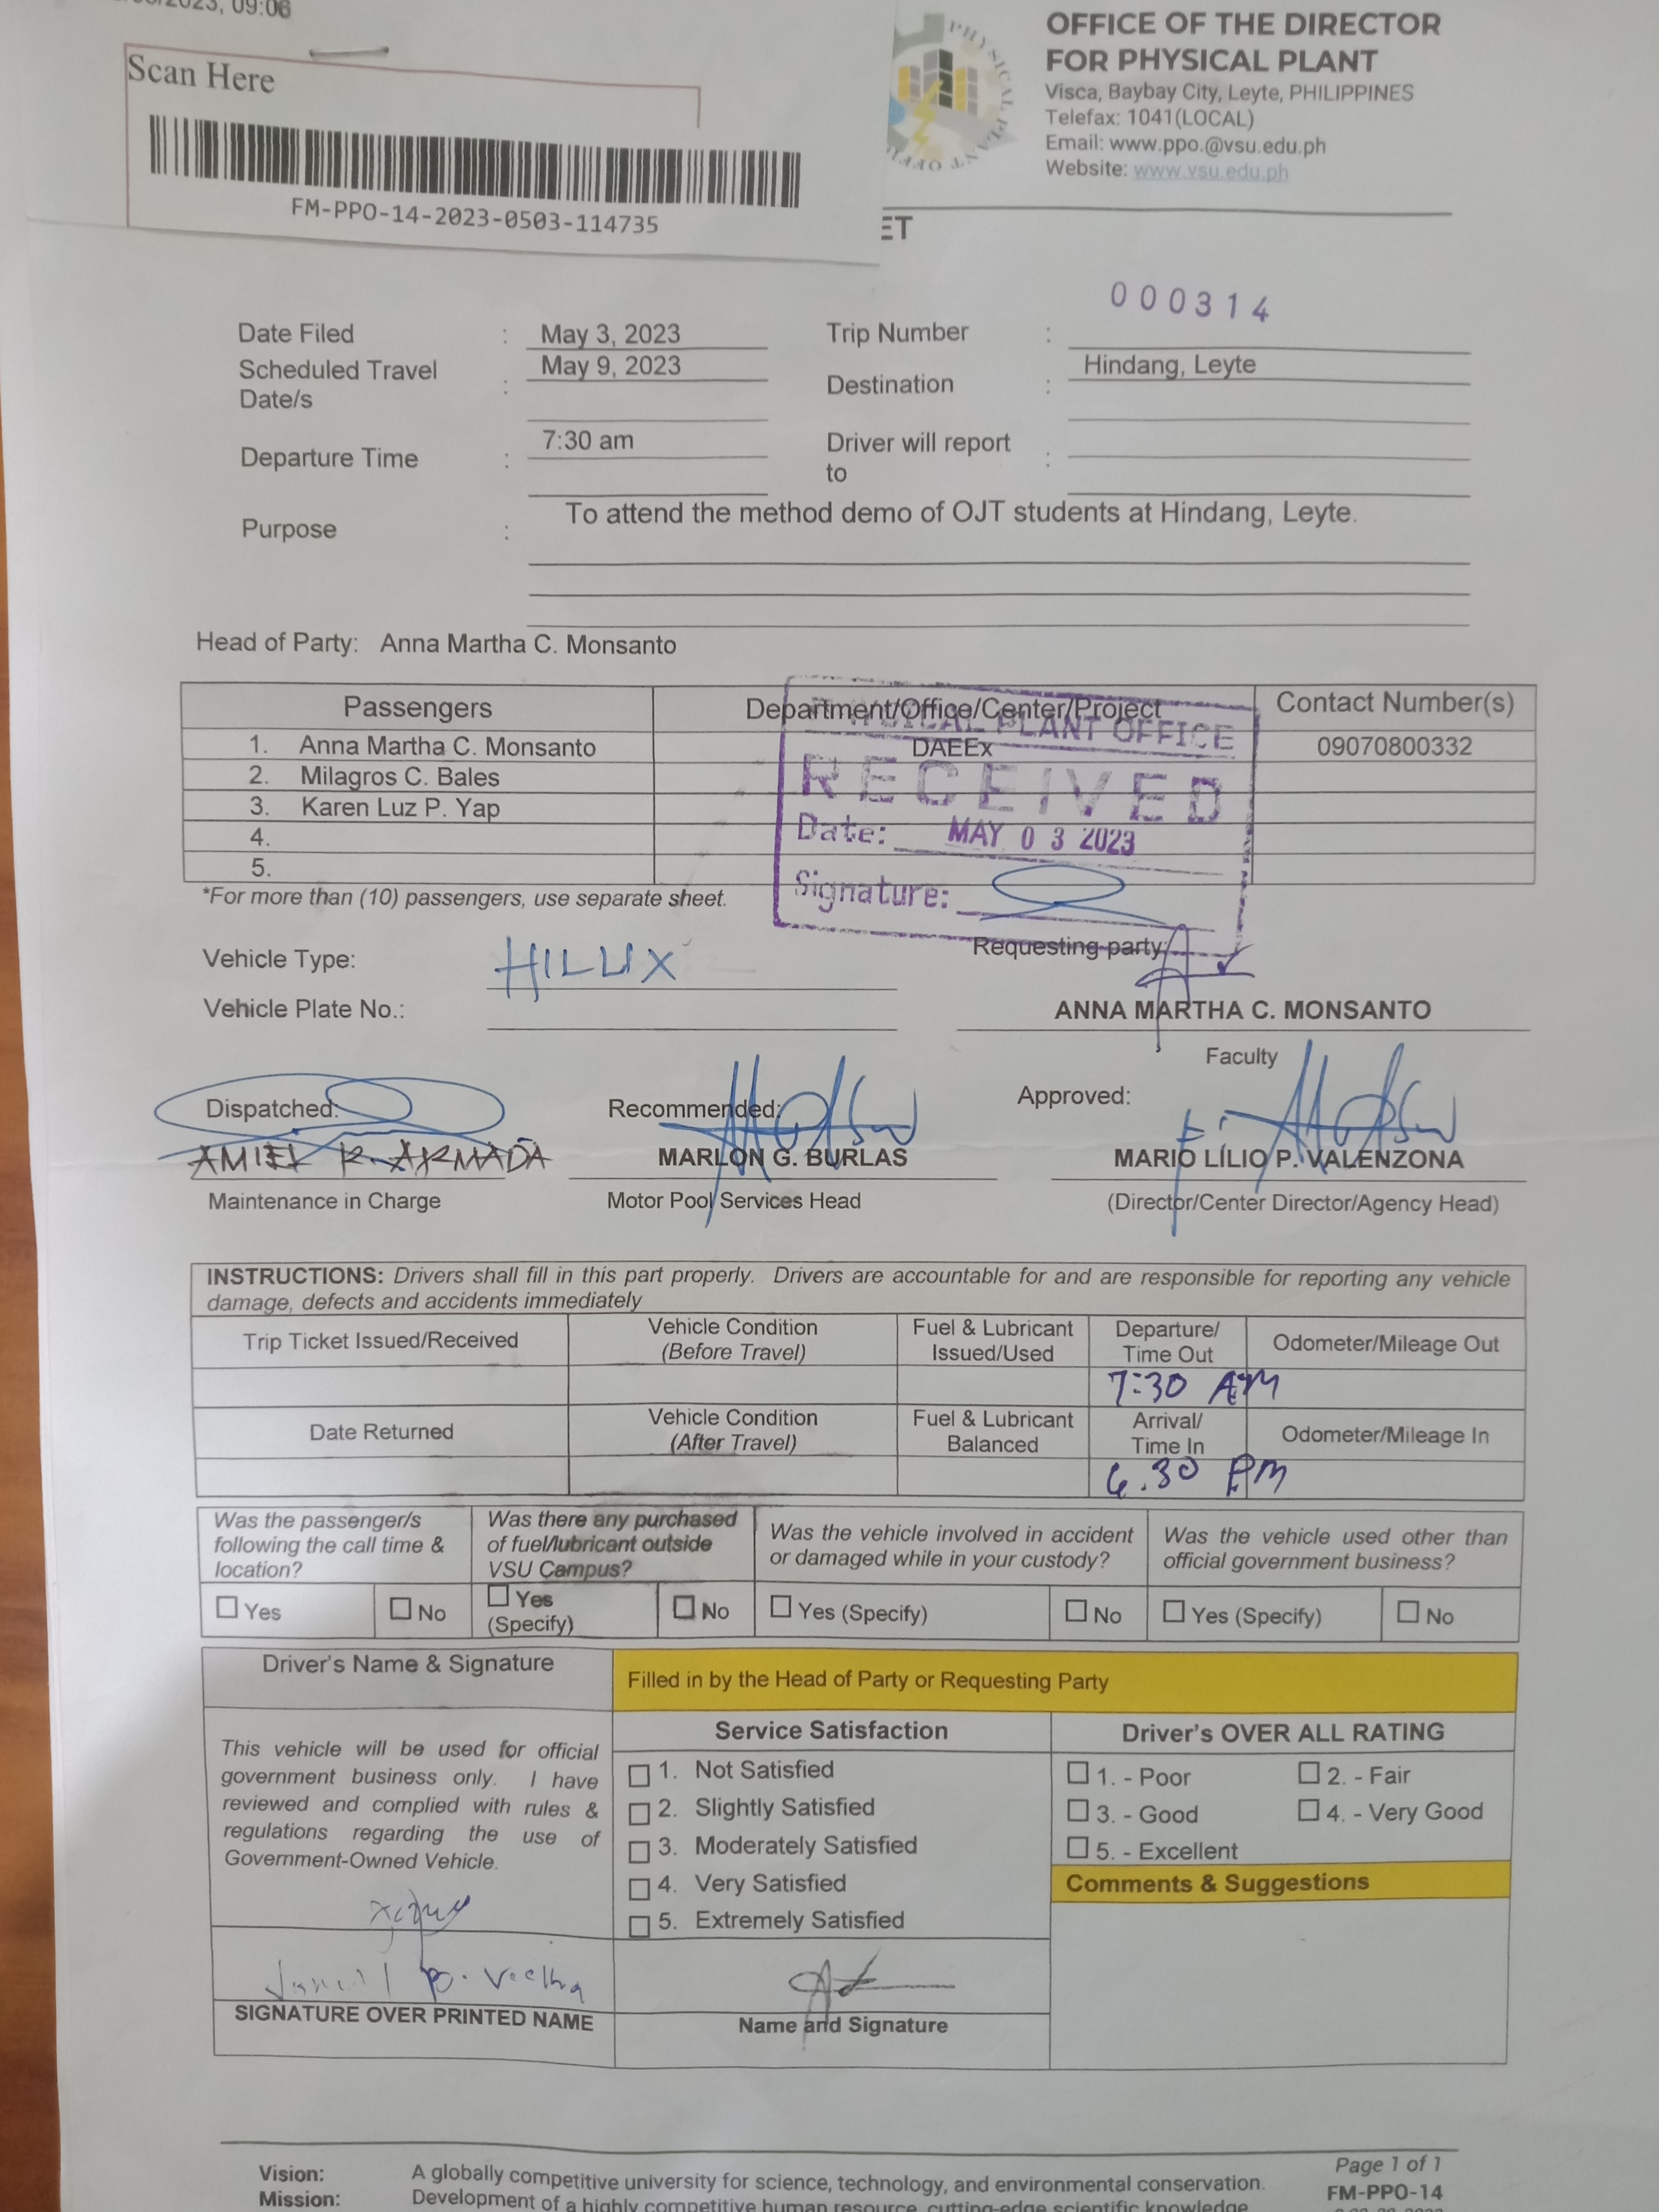 2023, 09:06
Scan Here
FM-PPO-14-2023-0503-114735
PHYSICAL PLANT OFFICE
OFFICE OF THE DIRECTOR
FOR PHYSICAL PLANT
Visca, Baybay City, Leyte, PHILIPPINES
Telefax: 1041(LOCAL)
Email: www.ppo.@vsu.edu.ph
Website: www.vsu.edu.ph
ET
000314
Date Filed : May 3, 2023 Trip Number :
Scheduled Travel Date/s : May 9, 2023 Destination : Hindang, Leyte
Departure Time : 7:30 am Driver will report to :
Purpose : To attend the method demo of OJT students at Hindang, Leyte.
Head of Party: Anna Martha C. Monsanto
Passengers Department/Office/Center/Project Contact Number(s)
1. Anna Martha C. Monsanto DAEEx 09070800332
2. Milagros C. Bales
3. Karen Luz P. Yap
4.
5.
PHYSICAL PLANT OFFICE
RECEIVED
Date: MAY 03 2023
Signature:
*For more than (10) passengers, use separate sheet.
Vehicle Type: HILUX Requesting party:
Vehicle Plate No.: ANNA MARTHA C. MONSANTO
Faculty
Dispatched: Recommended: Approved:
AMIEL R. ARMADA MARLON G. BURLAS MARIO LILIO P. VALENZONA
Maintenance in Charge Motor Pool Services Head (Director/Center Director/Agency Head)
INSTRUCTIONS: Drivers shall fill in this part properly. Drivers are accountable for and are responsible for reporting any vehicle
damage, defects and accidents immediately
Trip Ticket Issued/Received Vehicle Condition (Before Travel) Fuel & Lubricant Issued/Used Departure/ Time Out Odometer/Mileage Out
7:30 AM
Date Returned Vehicle Condition (After Travel) Fuel & Lubricant Balanced Arrival/ Time In Odometer/Mileage In
6.30 PM
Was the passenger/s following the call time & location? Was there any purchased of fuel/lubricant outside VSU Campus? Was the vehicle involved in accident or damaged while in your custody? Was the vehicle used other than official government business?
Yes No Yes (Specify) No Yes (Specify) No Yes (Specify) No
Driver's Name & Signature Filled in by the Head of Party or Requesting Party
This vehicle will be used for official
government business only. I have
reviewed and complied with rules &
regulations regarding the use of
Government-Owned Vehicle.
SIGNATURE OVER PRINTED NAME
Service Satisfaction
1. Not Satisfied
2. Slightly Satisfied
3. Moderately Satisfied
4. Very Satisfied
5. Extremely Satisfied
Name and Signature
Driver's OVER ALL RATING
1. - Poor 2. - Fair
3. - Good 4. - Very Good
5. - Excellent
Comments & Suggestions
Vision: A globally competitive university for science, technology, and environmental conservation.
Mission: Development of a highly competitive human resource, cutting-edge scientific knowledge
Page 1 of 1
FM-PPO-14